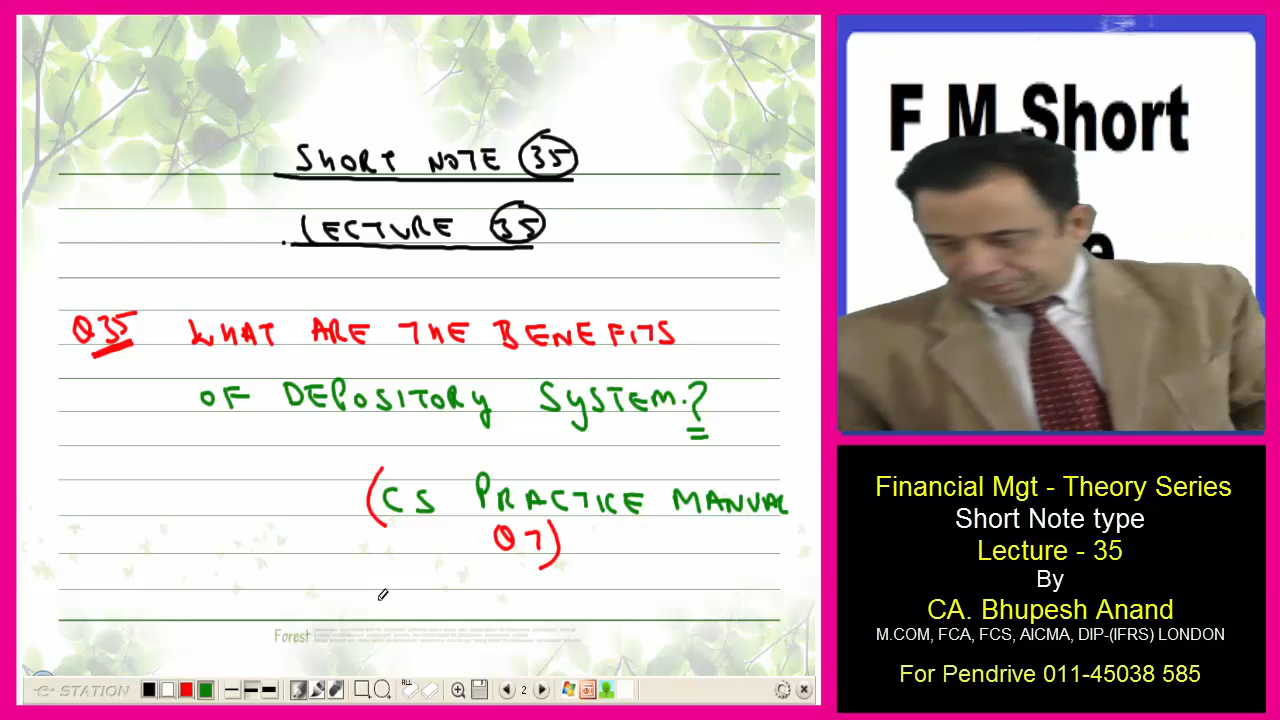 SHORT NOTE 35
LECTURE 35
Q35 WHAT ARE THE BENEFITS
OF DEPOSITORY SYSTEM.?
(CS PRACTICE MANUAL
Q7)
Forest
e-STATION
ALL
2
F M Short
e
Financial Mgt - Theory Series
Short Note type
Lecture - 35
By
CA. Bhupesh Anand
M.COM, FCA, FCS, AICMA, DIP-(IFRS) LONDON
For Pendrive 011-45038 585